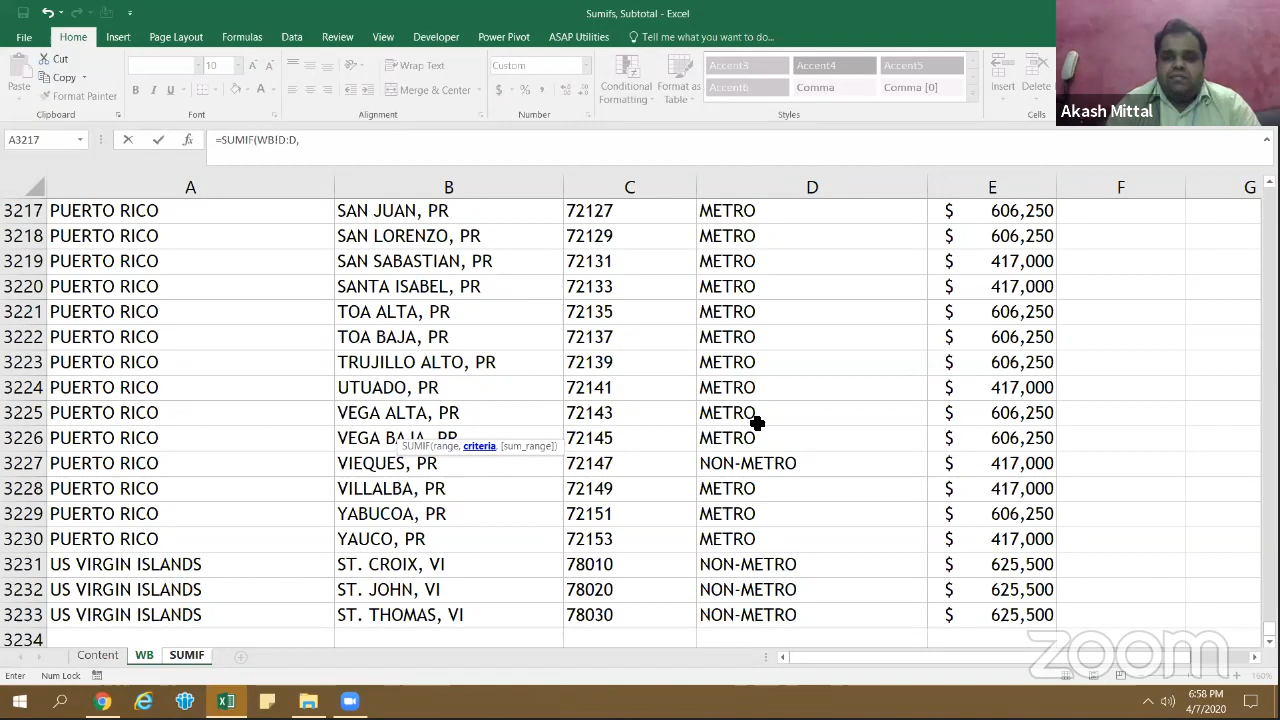 Sumifs, Subtotal - Excel
File Home Insert Page Layout Formulas Data Review View Developer Power Pivot ASAP Utilities Tell me what you want to do...
Paste
Cut
Copy
Format Painter
Clipboard
10
B I U
Font
Wrap Text
Merge & Center
Alignment
Custom
$ % ,
Number
Conditional Formatting
Format as Table
Accent3 Accent4 Accent5
Accent6 Comma Comma [0]
Styles
Insert Delete
Cells
Akash Mittal
A3217 fx =SUMIF(WB!D:D,
A B C D E F G
3217 PUERTO RICO SAN JUAN, PR 72127 METRO $ 606,250
3218 PUERTO RICO SAN LORENZO, PR 72129 METRO $ 606,250
3219 PUERTO RICO SAN SABASTIAN, PR 72131 METRO $ 417,000
3220 PUERTO RICO SANTA ISABEL, PR 72133 METRO $ 417,000
3221 PUERTO RICO TOA ALTA, PR 72135 METRO $ 606,250
3222 PUERTO RICO TOA BAJA, PR 72137 METRO $ 606,250
3223 PUERTO RICO TRUJILLO ALTO, PR 72139 METRO $ 606,250
3224 PUERTO RICO UTUADO, PR 72141 METRO $ 417,000
3225 PUERTO RICO VEGA ALTA, PR 72143 METRO $ 606,250
3226 PUERTO RICO VEGA BAJA, PR 72145 METRO $ 606,250
SUMIF(range, criteria, [sum_range])
3227 PUERTO RICO VIEQUES, PR 72147 NON-METRO $ 417,000
3228 PUERTO RICO VILLALBA, PR 72149 METRO $ 417,000
3229 PUERTO RICO YABUCOA, PR 72151 METRO $ 606,250
3230 PUERTO RICO YAUCO, PR 72153 METRO $ 417,000
3231 US VIRGIN ISLANDS ST. CROIX, VI 78010 NON-METRO $ 625,500
3232 US VIRGIN ISLANDS ST. JOHN, VI 78020 NON-METRO $ 625,500
3233 US VIRGIN ISLANDS ST. THOMAS, VI 78030 NON-METRO $ 625,500
3234
zoom
Content WB SUMIF
Enter Num Lock 160%
6:58 PM
4/7/2020